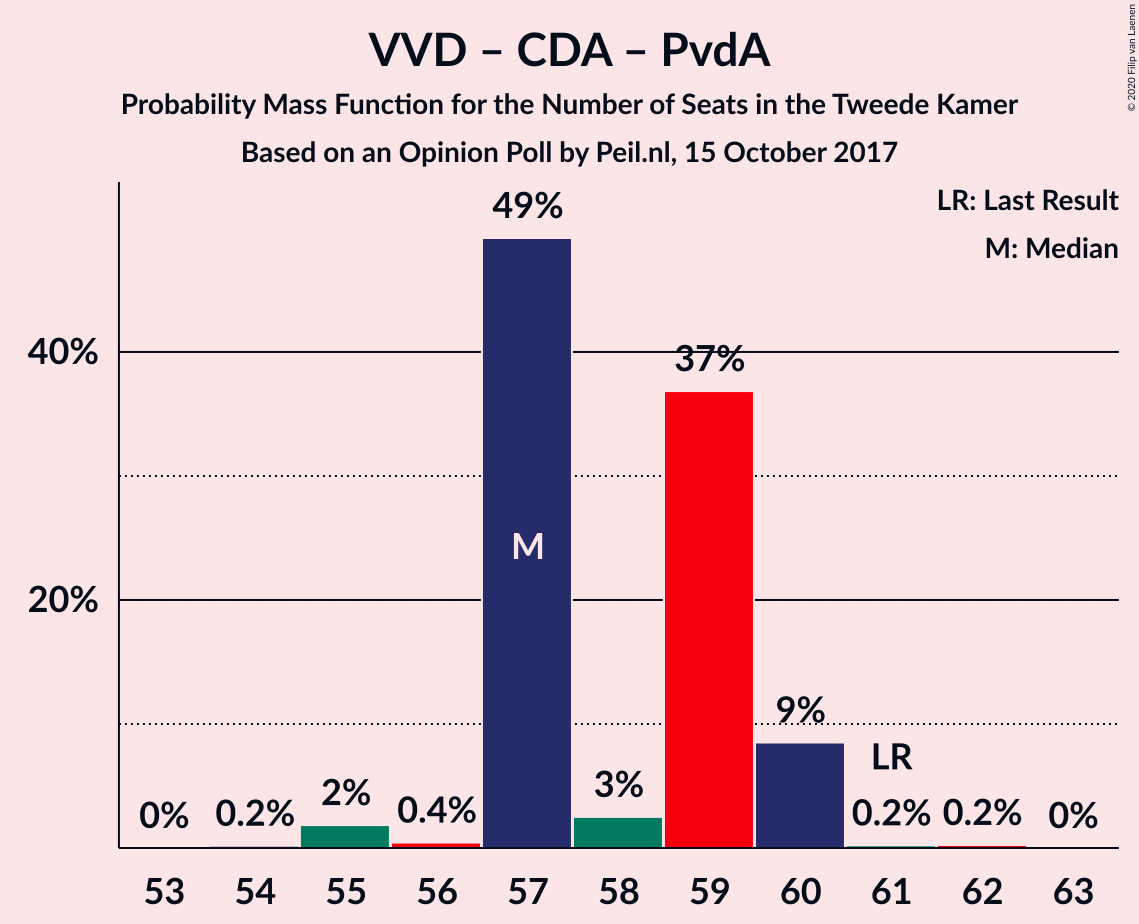 VVD – CDA – PvdA
Probability Mass Function for the Number of Seats in the Tweede Kamer
Based on an Opinion Poll by Peil.nl, 15 October 2017
© 2020 Filip van Laenen
LR: Last Result
M: Median
40%
20%
0%
0.2%
2%
0.4%
49%
M
3%
37%
9%
LR
0.2%
0.2%
0%
53 54 55 56 57 58 59 60 61 62 63